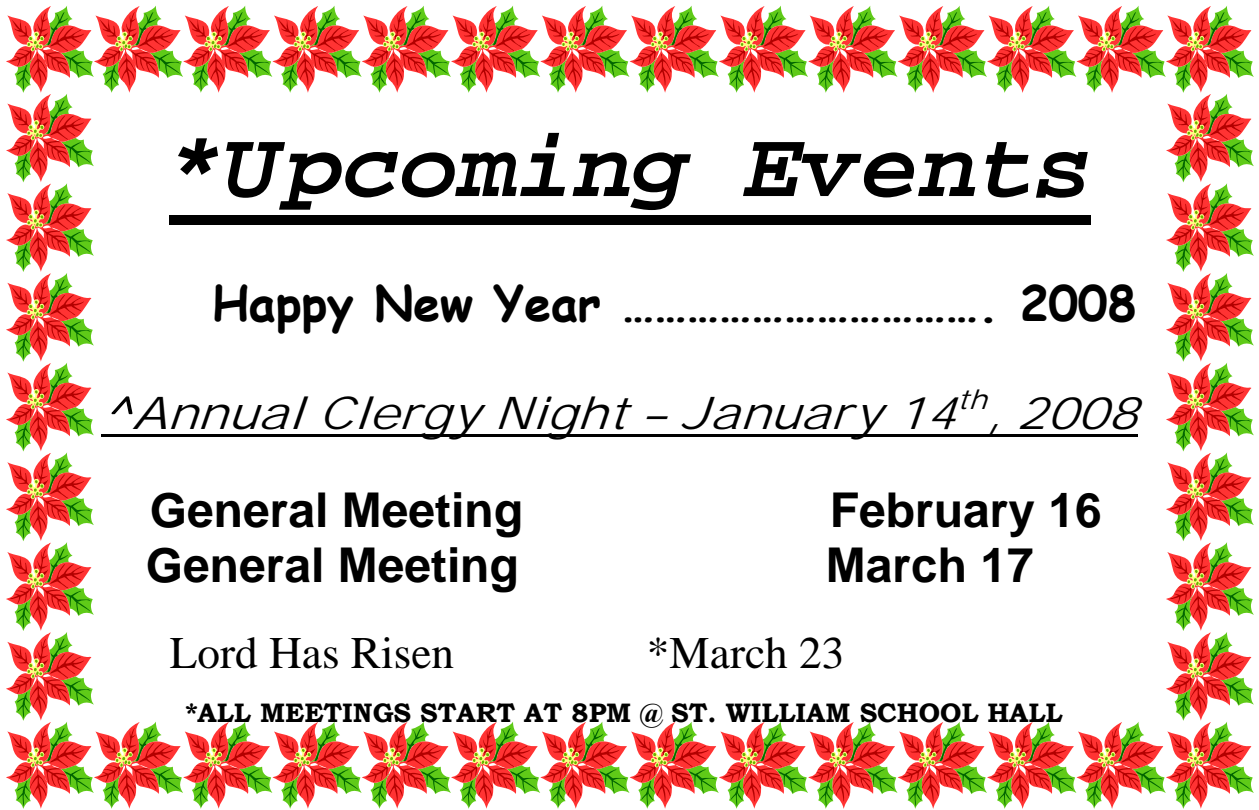 *Upcoming Events
Happy New Year ……………………………. 2008
^Annual Clergy Night – January 14th, 2008
General Meeting February 16
General Meeting March 17
Lord Has Risen *March 23
*ALL MEETINGS START AT 8PM @ ST. WILLIAM SCHOOL HALL